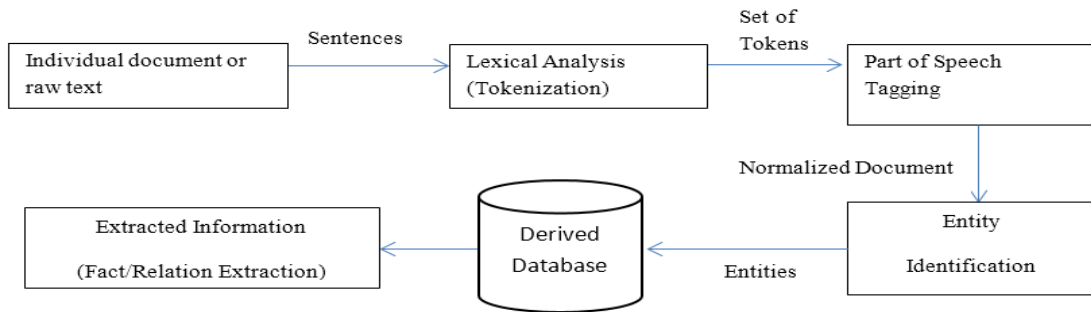 Individual document or
raw text
Sentences
Lexical Analysis
(Tokenization)
Set of
Tokens
Part of Speech
Tagging
Normalized Document
Entity
Identification
Entities
Derived
Database
Extracted Information
(Fact/Relation Extraction)